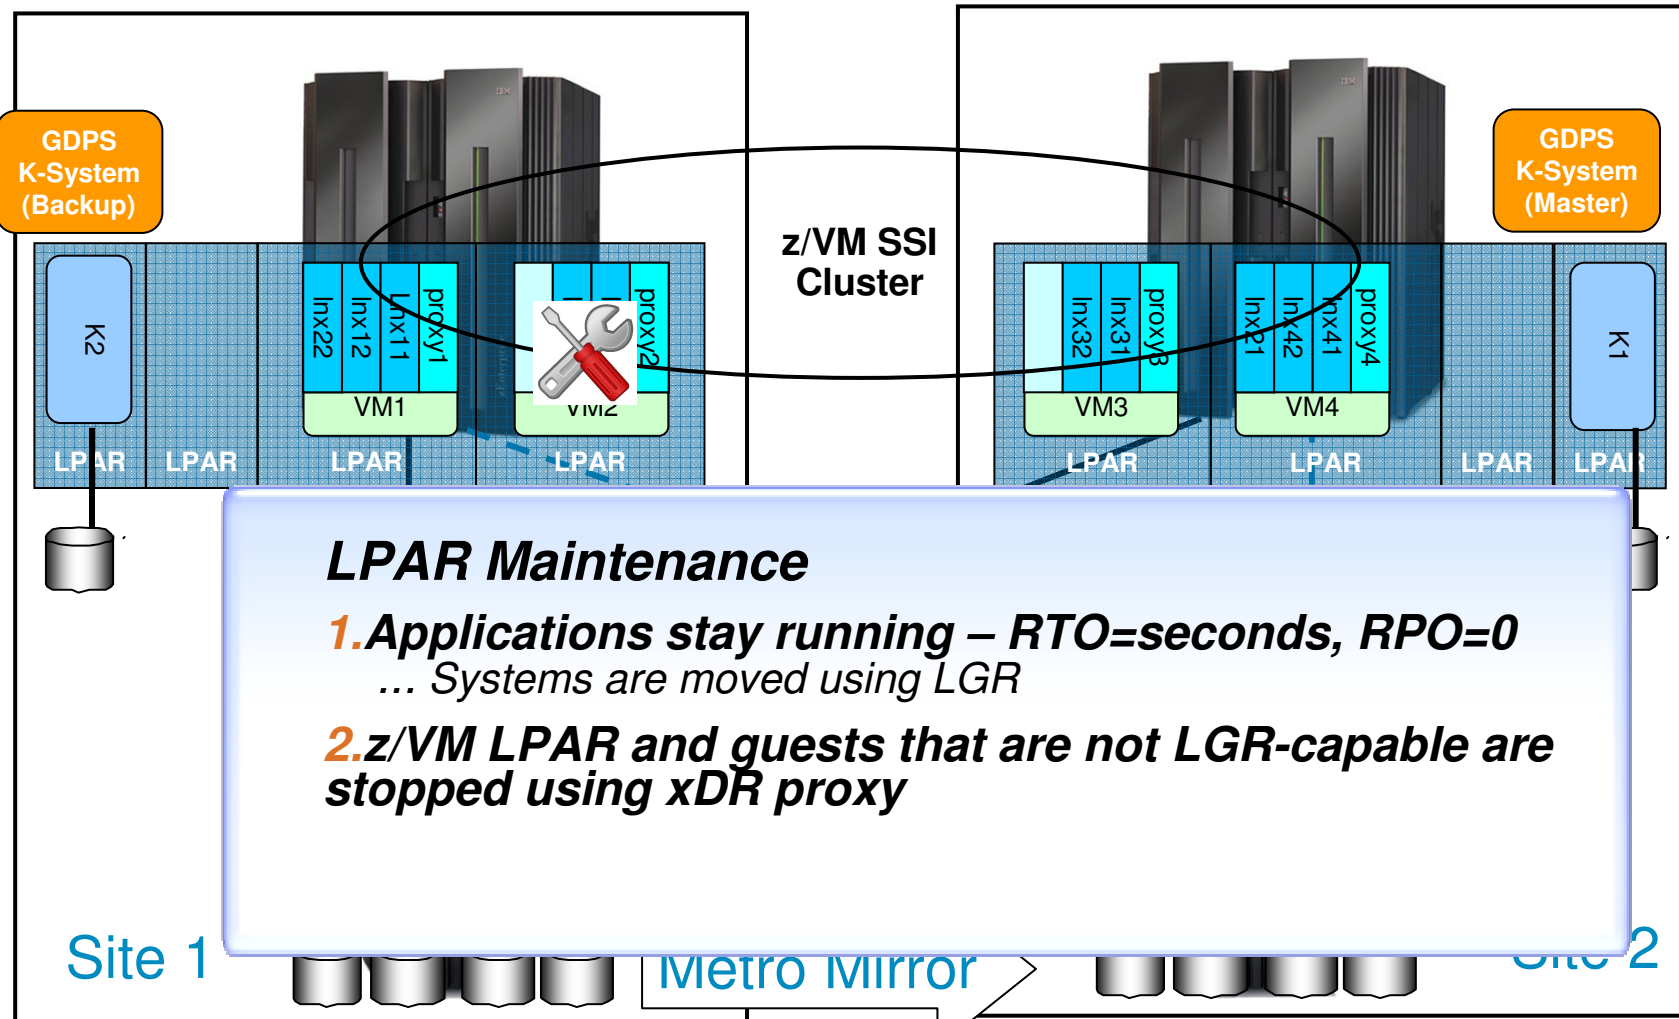 GDPS
K-System
(Backup)
GDPS
K-System
(Master)
z/VM SSI
Cluster
K2
lnx22
lnx12
Lnx11
proxy1
VM1
proxy2
VM2
lnx32
lnx31
proxy3
VM3
lnx21
lnx42
lnx41
proxy4
VM4
K1
LPAR
LPAR
LPAR
LPAR
LPAR
LPAR
LPAR
LPAR
LPAR Maintenance
1.Applications stay running – RTO=seconds, RPO=0
... Systems are moved using LGR
2.z/VM LPAR and guests that are not LGR-capable are
stopped using xDR proxy
Site 1
Metro Mirror
Site 2